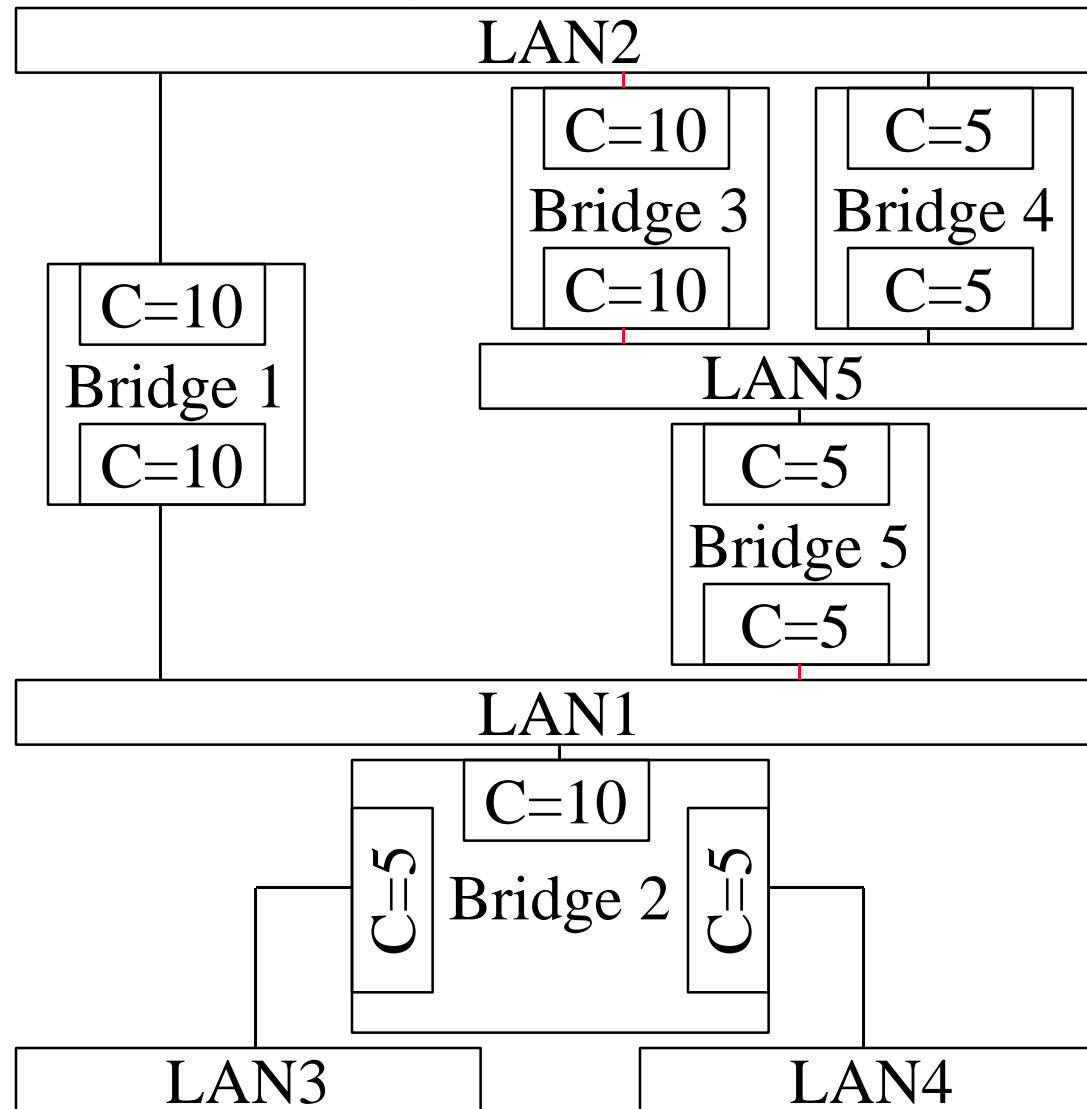 LAN2
C=10
C=5
Bridge 3
Bridge 4
C=10
C=5
C=10
Bridge 1
C=10
LAN5
C=5
Bridge 5
C=5
LAN1
C=10
C=5
Bridge 2
C=5
LAN3
LAN4